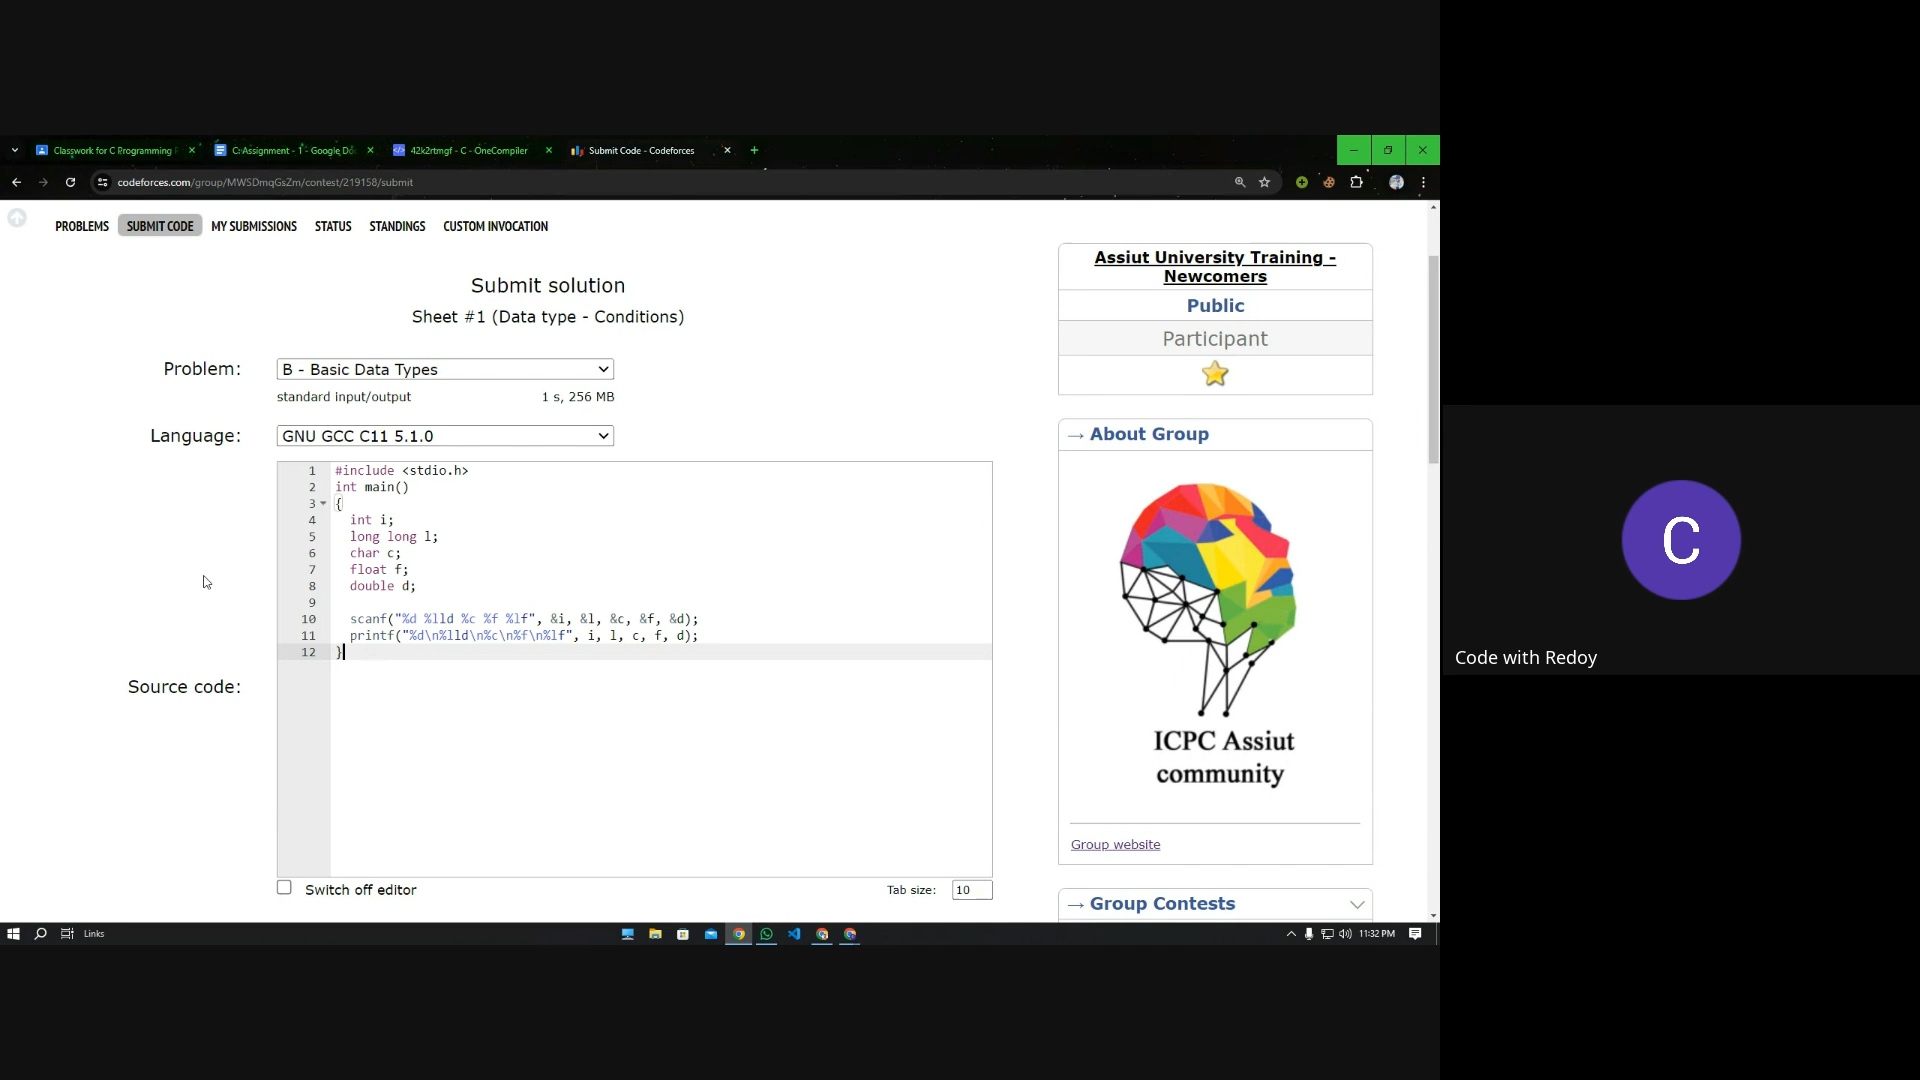 Classwork for C Programming F
C: Assignment - 1 - Google Do
42k2rtmgf - C - OneCompiler
Submit Code - Codeforces
codeforces.com/group/MWSDmqGsZm/contest/219158/submit
PROBLEMS SUBMIT CODE MY SUBMISSIONS STATUS STANDINGS CUSTOM INVOCATION
Submit solution
Sheet #1 (Data type - Conditions)
Problem: B - Basic Data Types
standard input/output 1 s, 256 MB
Language: GNU GCC C11 5.1.0
Source code:
1 #include <stdio.h>
2 int main()
3 {
4 int i;
5 long long l;
6 char c;
7 float f;
8 double d;
9
10 scanf("%d %lld %c %f %lf", &i, &l, &c, &f, &d);
11 printf("%d\n%lld\n%c\n%f\n%lf", i, l, c, f, d);
12 }
Switch off editor
Tab size: 10
Assiut University Training -
Newcomers
Public
Participant
→ About Group
ICPC Assiut
community
Group website
→ Group Contests
Links
11:32 PM
C
Code with Redoy